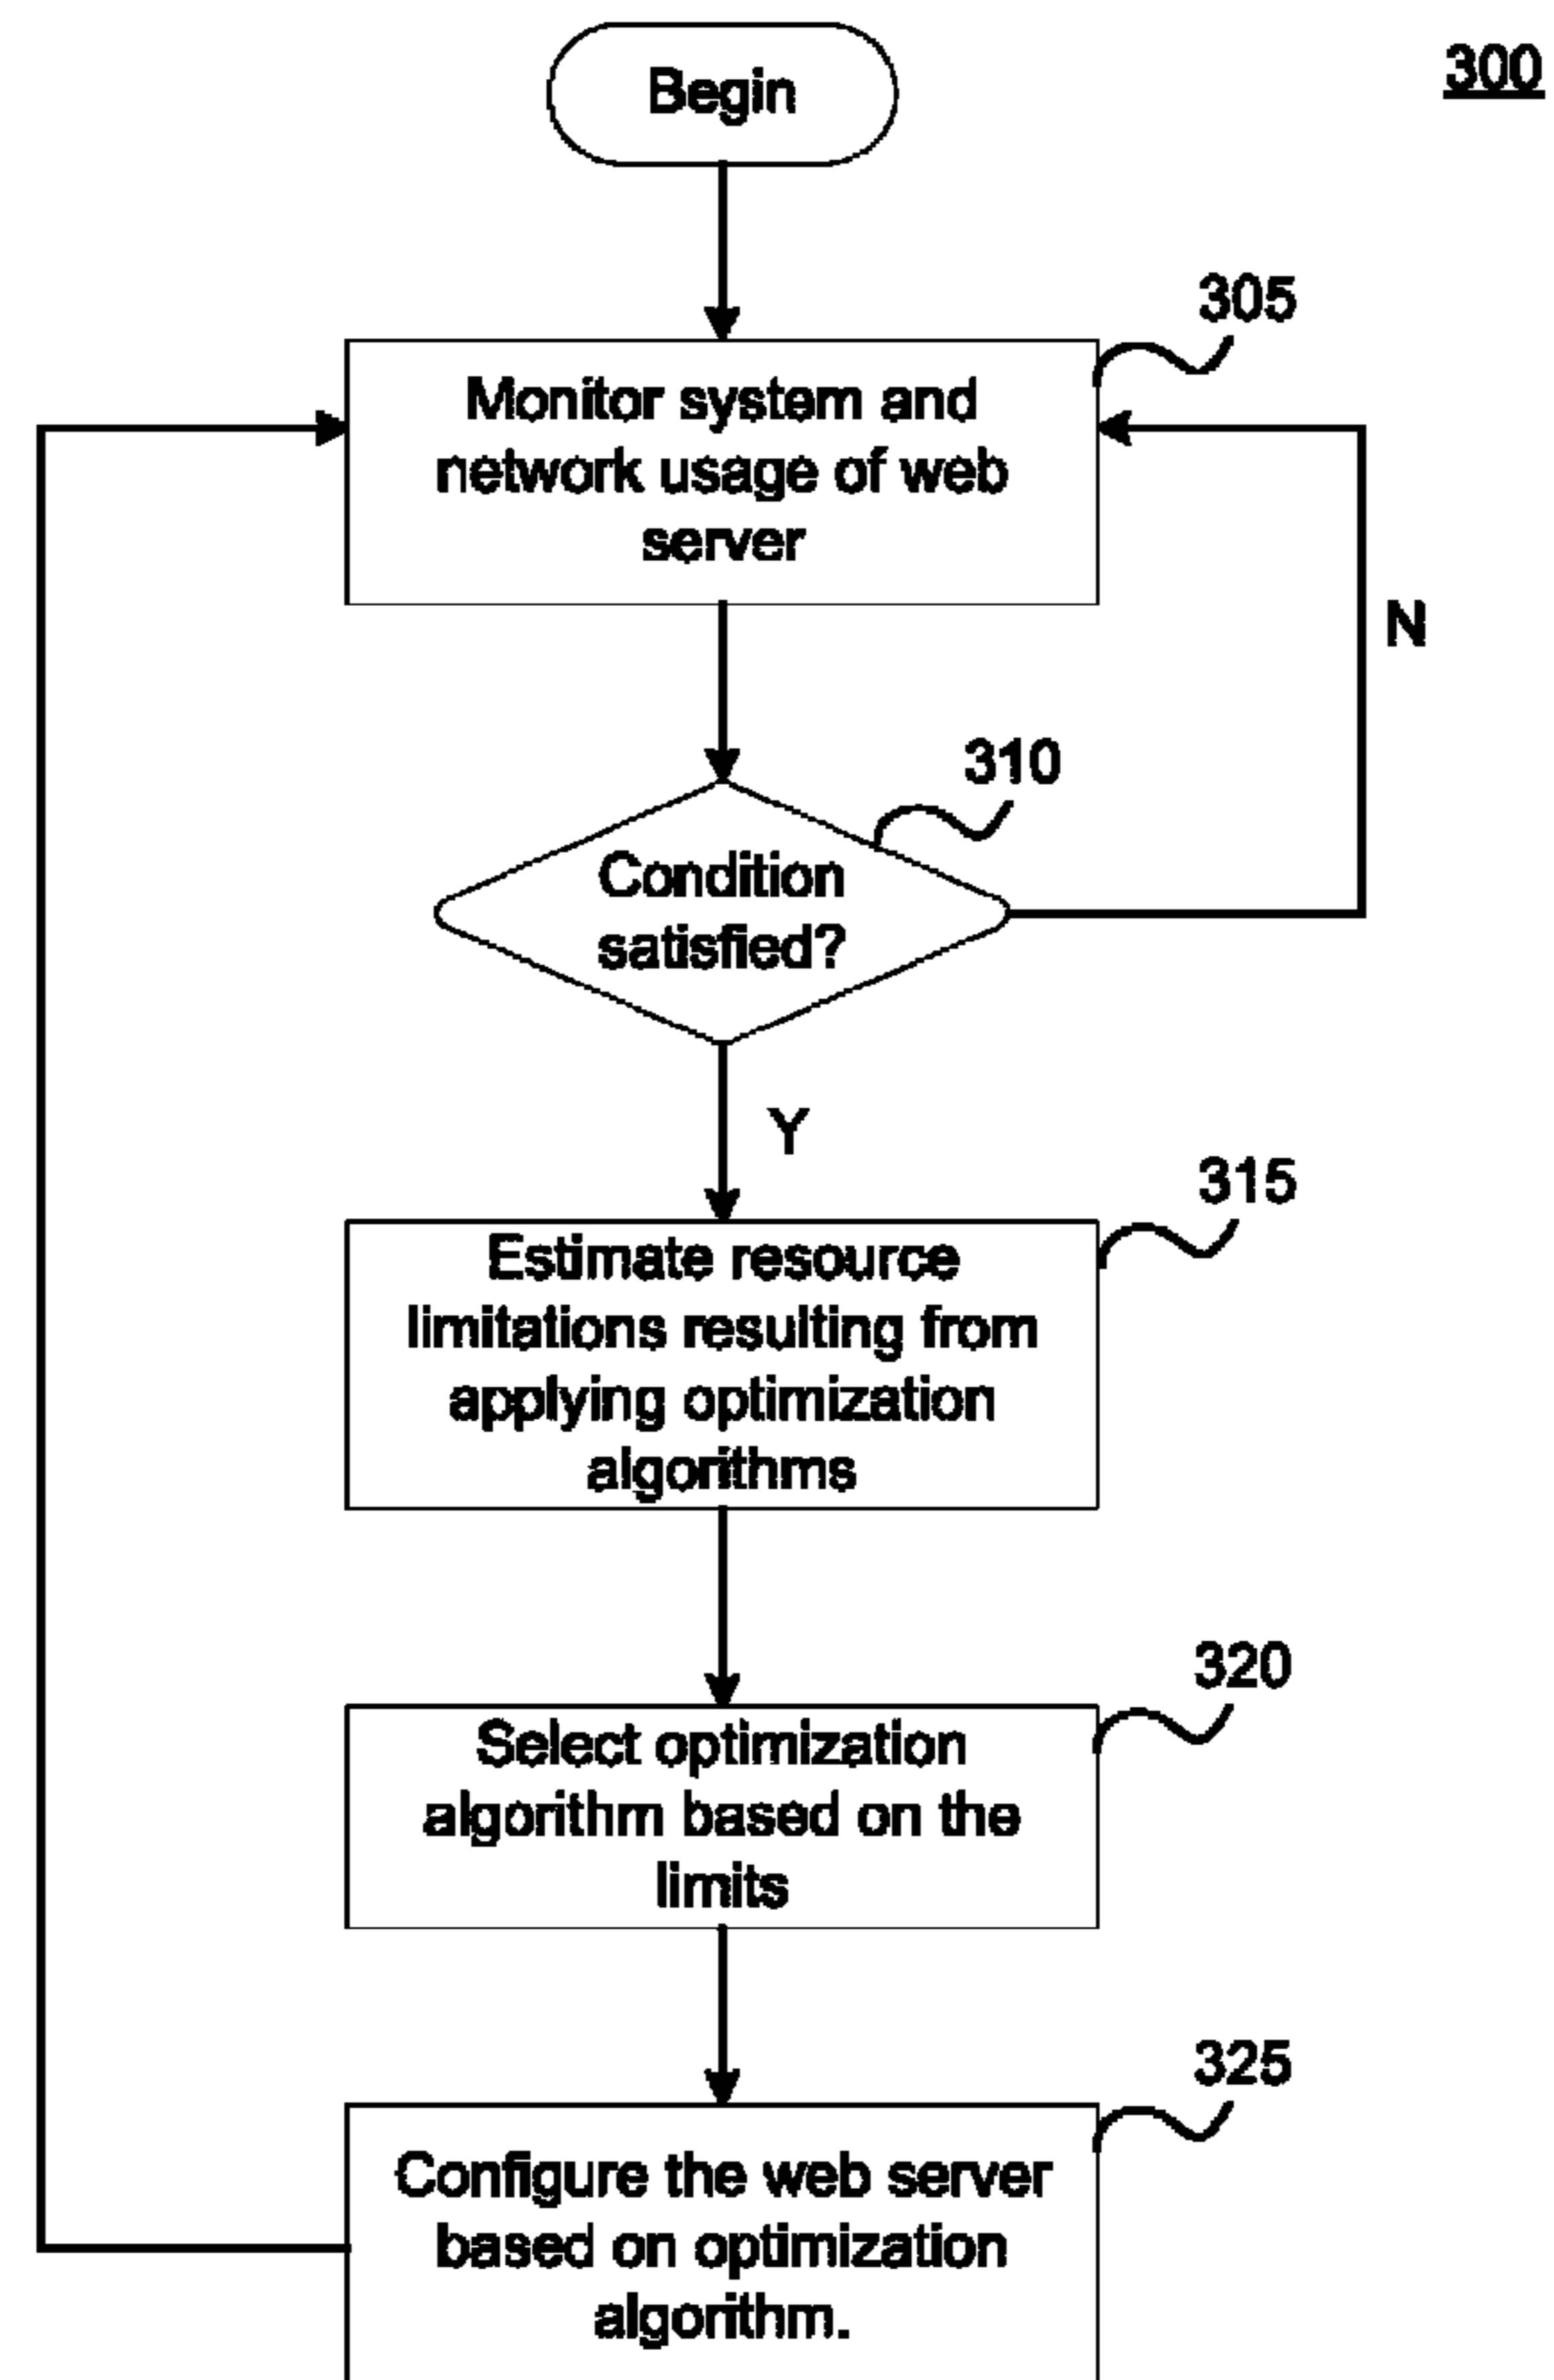 Begin
300
305
Monitor system and
network usage of web
server
N
310
Condition
satisfied?
Y
315
Estimate resource
limitations resulting from
applying optimization
algorithms
320
Select optimization
algorithm based on the
limits
325
Configure the web server
based on optimization
algorithm.